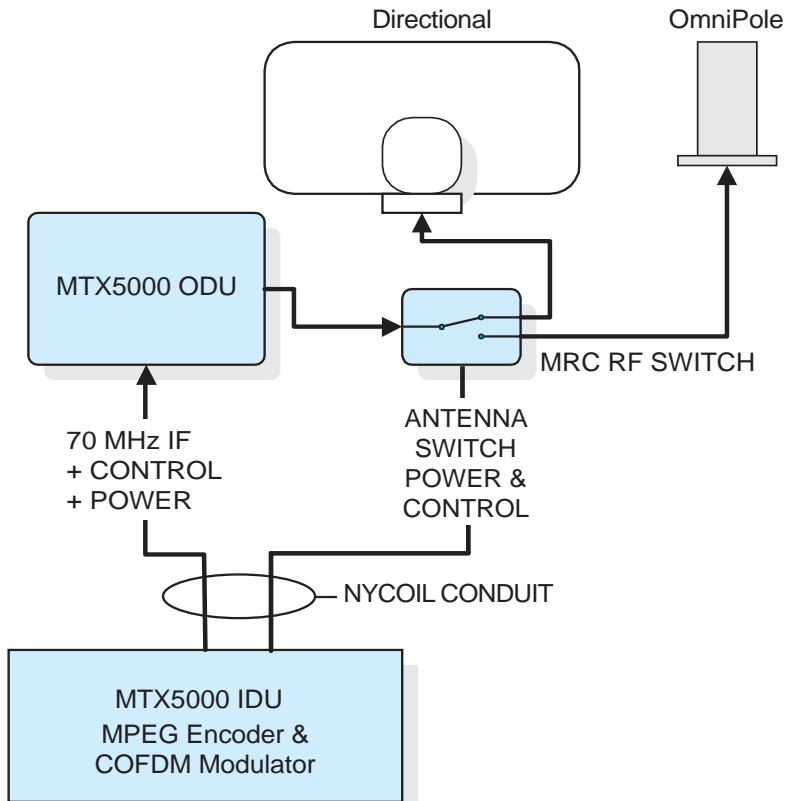 Directional
OmniPole
MTX5000 ODU
MRC RF SWITCH
70 MHz IF
+ CONTROL
+ POWER
ANTENNA
SWITCH
POWER &
CONTROL
NYCOIL CONDUIT
MTX5000 IDU
MPEG Encoder &
COFDM Modulator